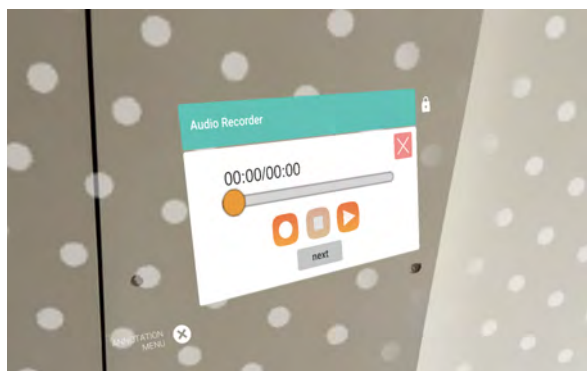 Audio Recorder
00:00/00:00
next
ANNOTATION
MENU